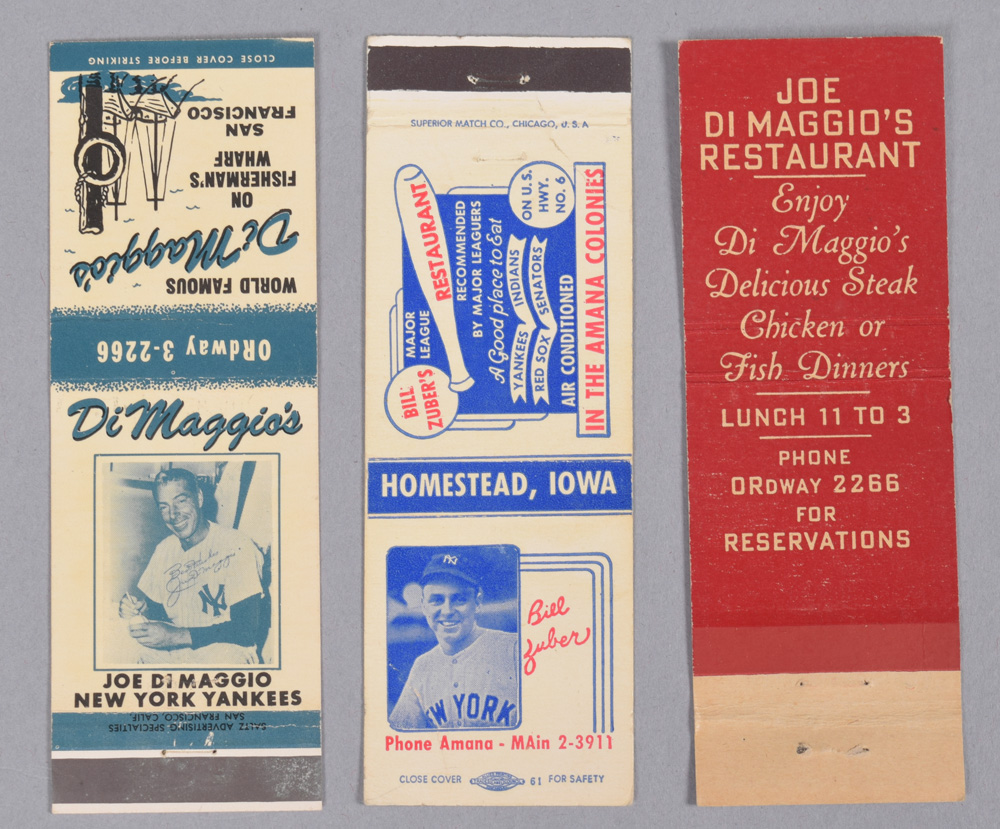 CLOSE COVER BEFORE STRIKING
WORLD FAMOUS
Di Maggio's
ON
FISHERMAN'S
WHARF
SAN
FRANCISCO
ORdway 3-2266
Di Maggio's
JOE DI MAGGIO
NEW YORK YANKEES
SALTZ ADVERTISING SPECIALTIES
SAN FRANCISCO, CALIF.
SUPERIOR MATCH CO., CHICAGO, U. S. A
BILL
ZUBER'S
MAJOR
LEAGUE
RESTAURANT
RECOMMENDED
BY MAJOR LEAGUERS
A Good place to Eat
YANKEES INDIANS
RED SOX SENATORS
AIR CONDITIONED
IN THE AMANA COLONIES
ON U.S.
HWY.
NO. 6
HOMESTEAD, IOWA
NY
W YORK
Bill
Zuber
Phone Amana - MAin 2-3911
CLOSE COVER 61 FOR SAFETY
JOE
DI MAGGIO'S
RESTAURANT
Enjoy
Di Maggio's
Delicious Steak
Chicken or
Fish Dinners
LUNCH 11 TO 3
PHONE
ORDWAY 2266
FOR
RESERVATIONS